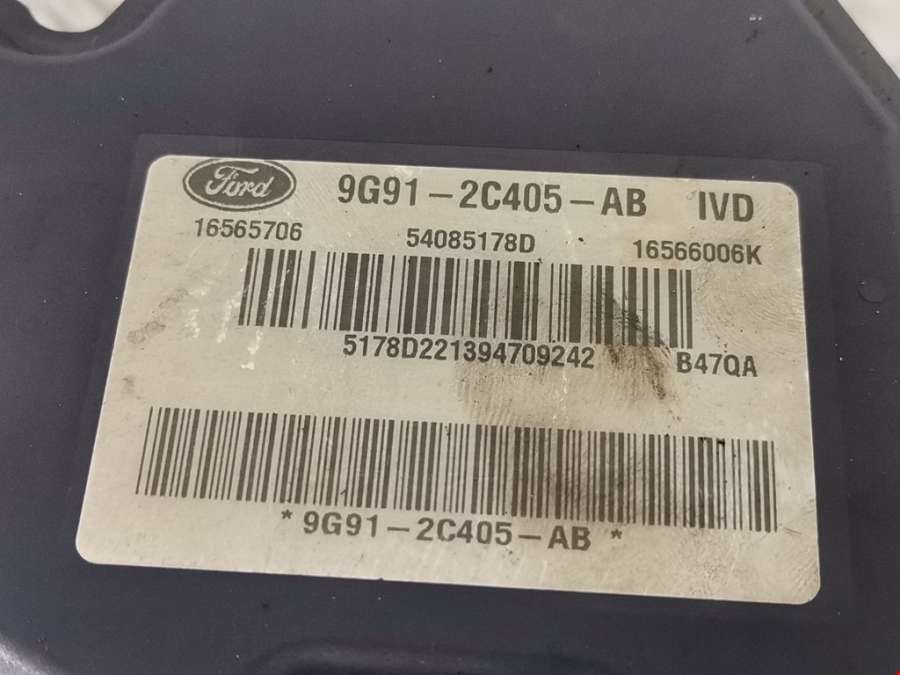 Ford 9G91-2C405-AB IVD
16565706 54085178D 16566006K
5178D221394709242 B47QA
*9G91-2C405-AB*